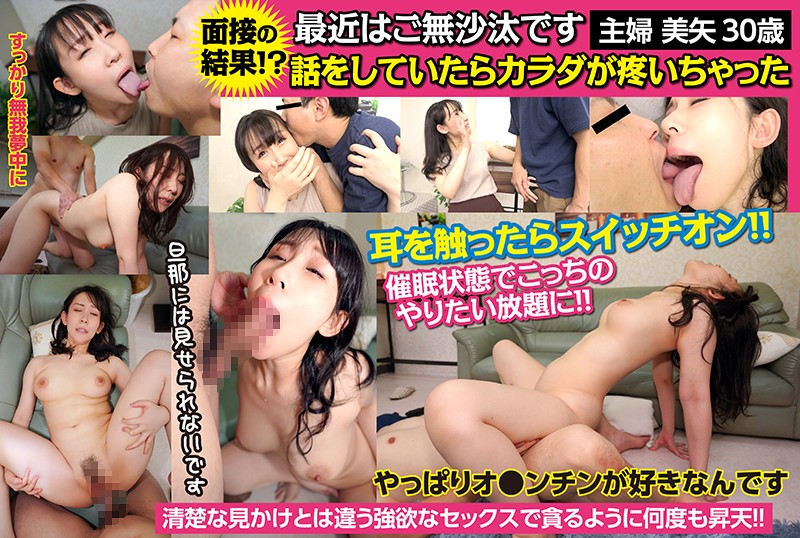 面接の
結果!?
最近はご無沙汰です
主婦 美矢 30歳
話をしていたらカラダが疼いちゃった
すっかり無我夢中に
耳を触ったらスイッチオン!!
催眠状態でこっちの
やりたい放題に!!
旦那には見せられないです
やっぱりオ●ンチンが好きなんです
清楚な見かけとは違う強欲なセックスで貪るように何度も昇天!!